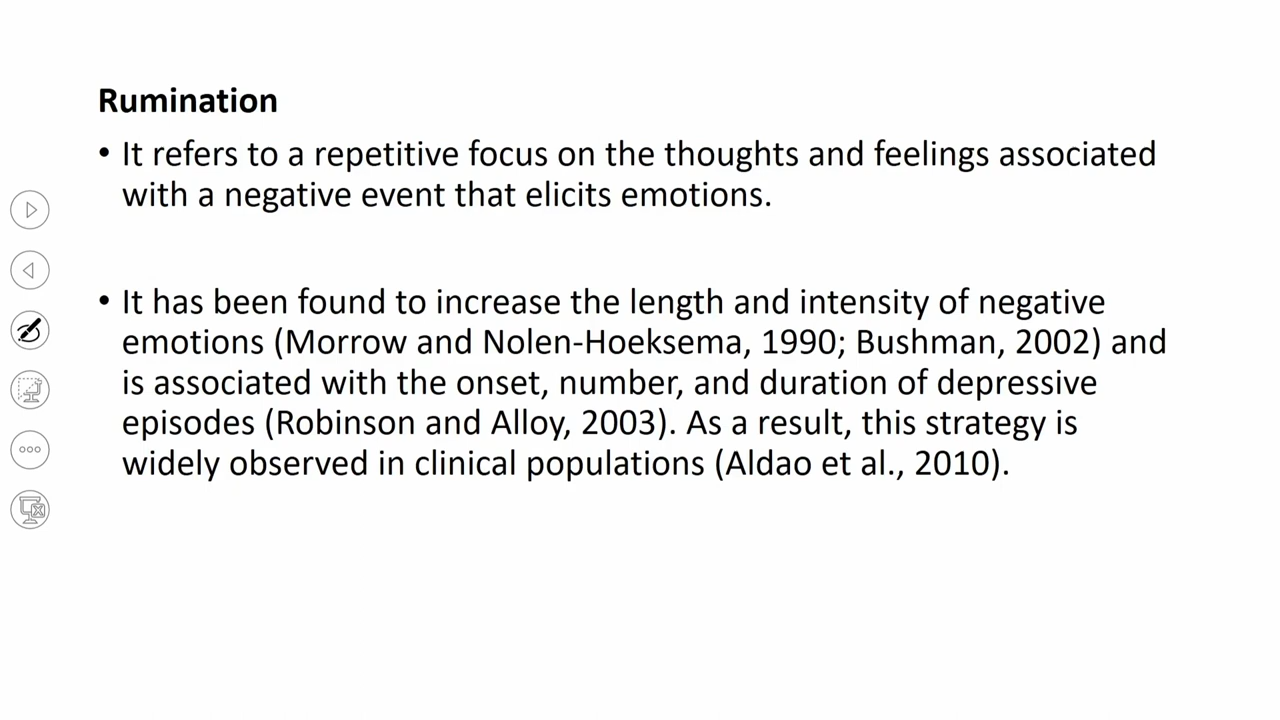 Rumination
• It refers to a repetitive focus on the thoughts and feelings associated
with a negative event that elicits emotions.
• It has been found to increase the length and intensity of negative
emotions (Morrow and Nolen-Hoeksema, 1990; Bushman, 2002) and
is associated with the onset, number, and duration of depressive
episodes (Robinson and Alloy, 2003). As a result, this strategy is
widely observed in clinical populations (Aldao et al., 2010).